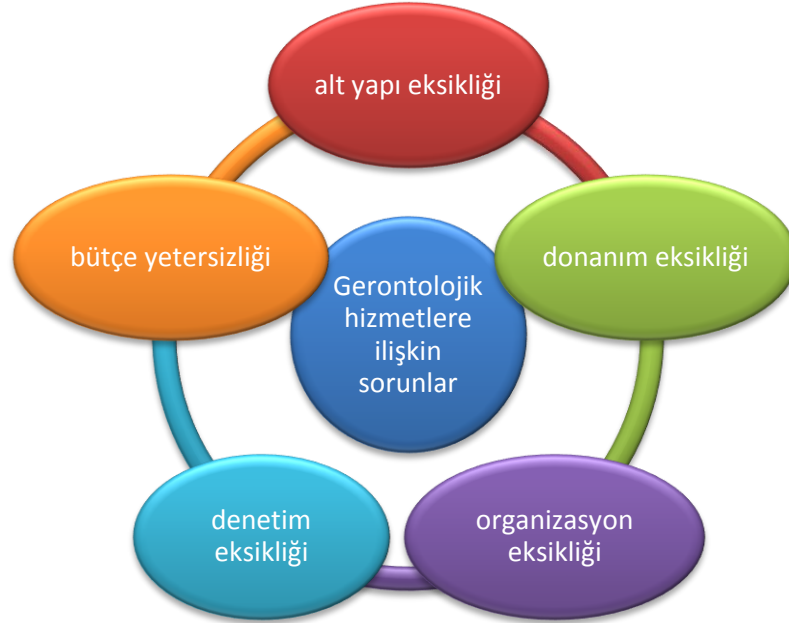 alt yapı eksikliği
bütçe yetersizliği
donanım eksikliği
Gerontolojik
hizmetlere
ilişkin
sorunlar
denetim
eksikliği
organizasyon
eksikliği